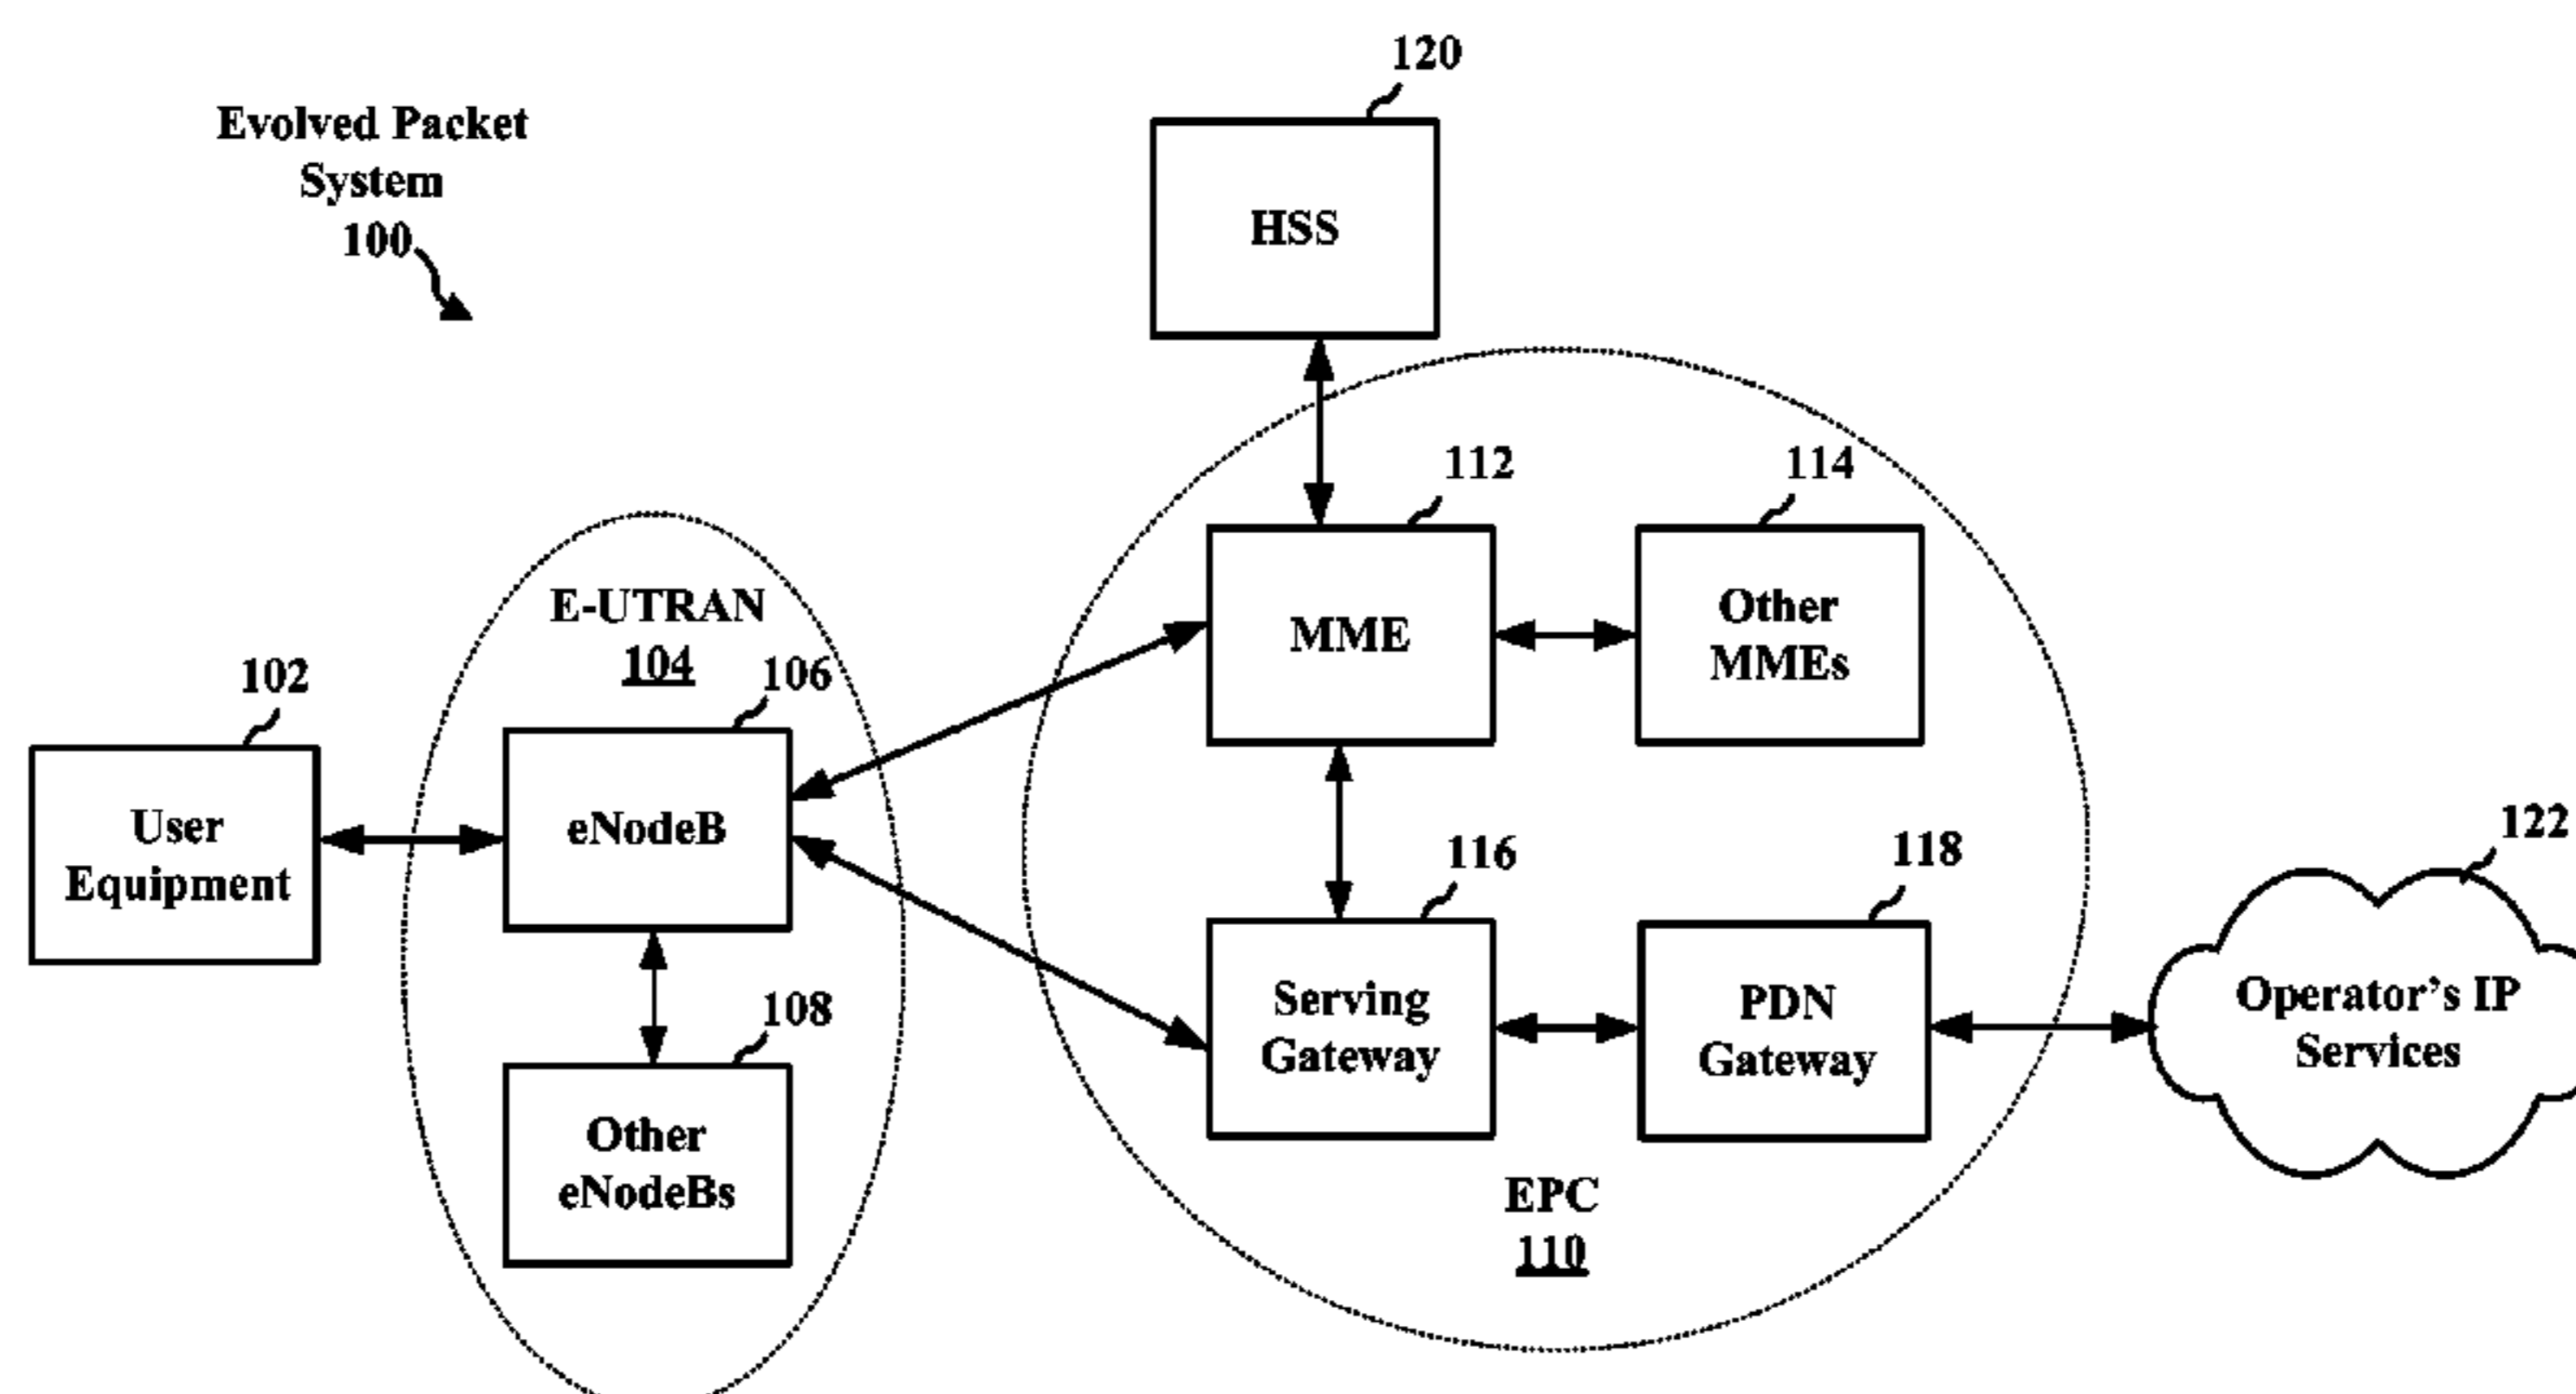 Evolved Packet
System
100
120
HSS
112
114
MME
Other
MMEs
E-UTRAN
104
106
102
User
Equipment
eNodeB
108
Other
eNodeBs
116
118
Serving
Gateway
PDN
Gateway
EPC
110
122
Operator's IP
Services